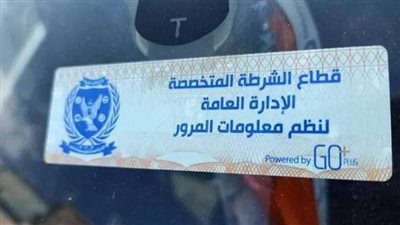 T
قطاع الشرطة المتخصصة
الإدارة العامة
لنظم معلومات المرور
Powered by GO+ PLUS